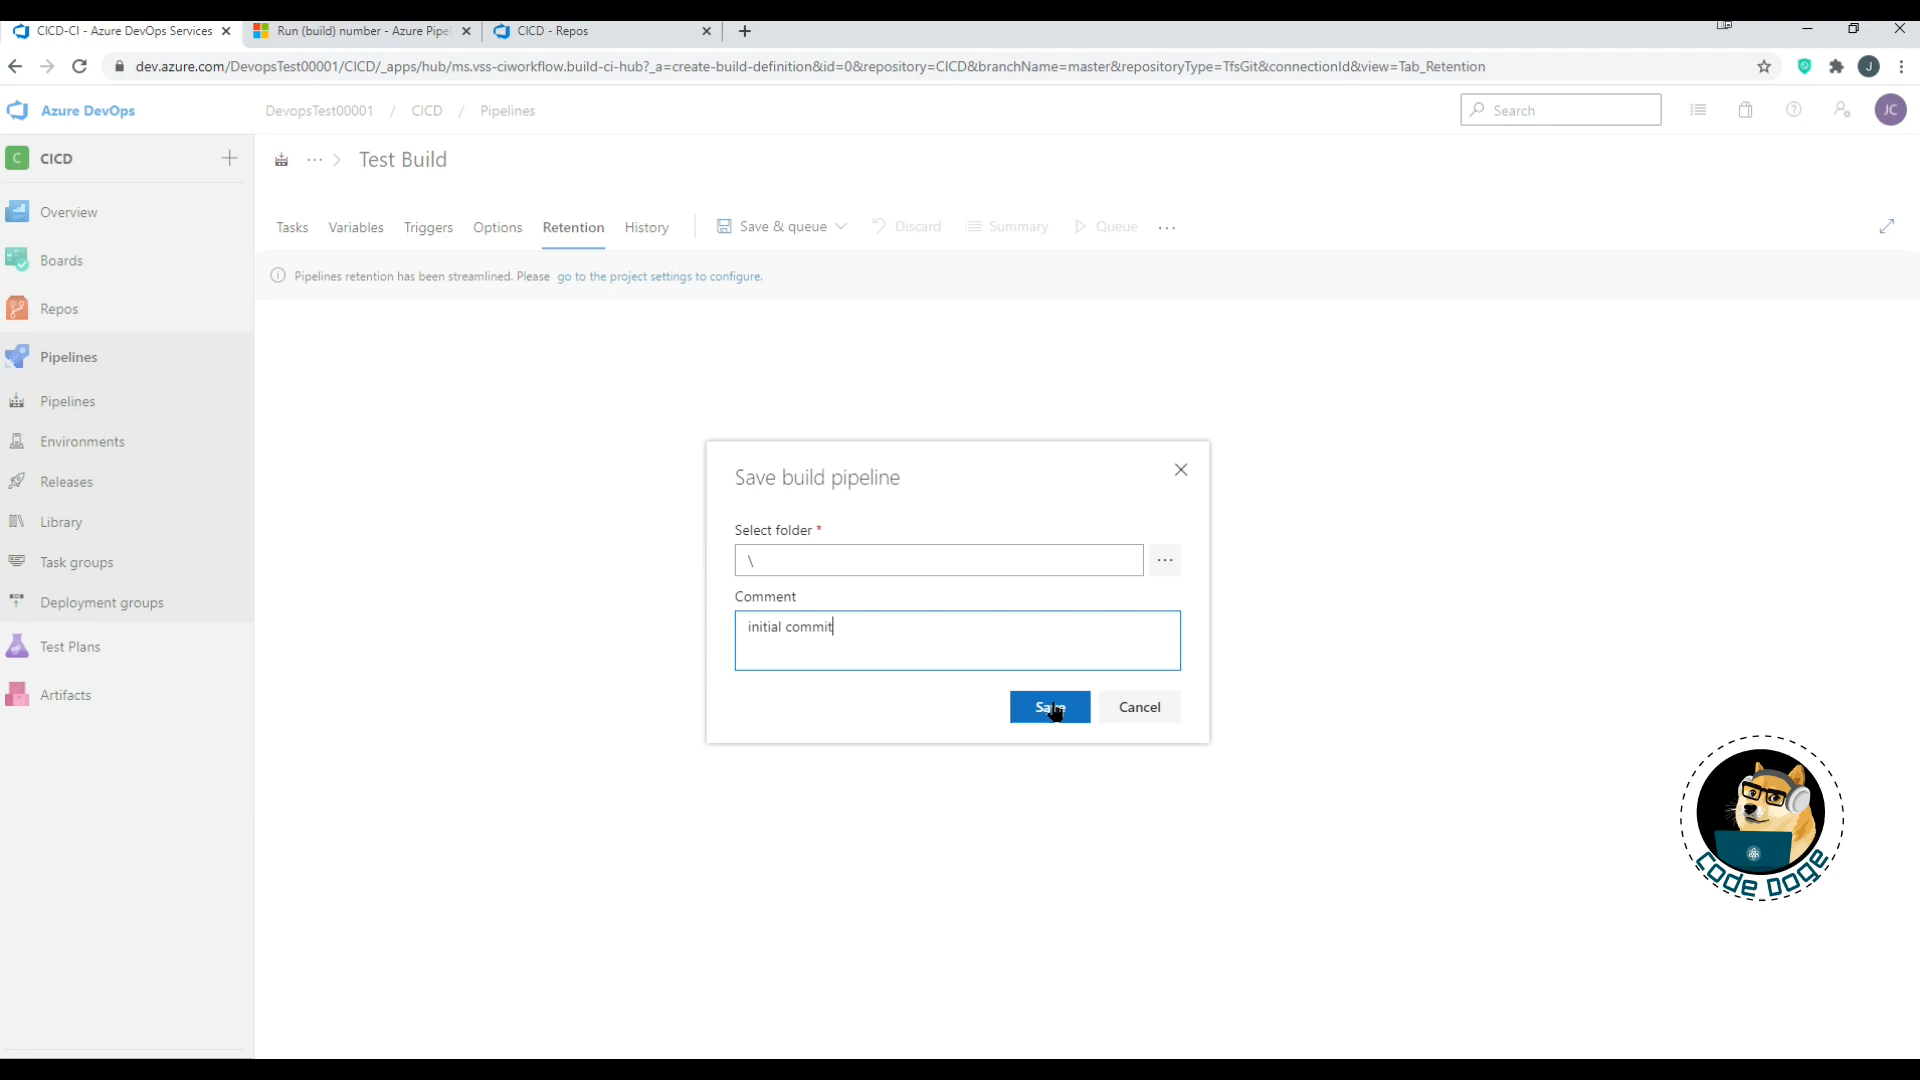 CICD-CI - Azure DevOps Services
Run (build) number - Azure Pipel
CICD - Repos
dev.azure.com/DevopsTest00001/CICD/_apps/hub/ms.vss-ciworkflow.build-ci-hub?_a=create-build-definition&id=0&repository=CICD&branchName=master&repositoryType=TfsGit&connectionId&view=Tab_Retention
J
Azure DevOps
DevopsTest00001 / CICD / Pipelines
Search
JC
C CICD
Test Build
Overview
Boards
Repos
Pipelines
Pipelines
Environments
Releases
Library
Task groups
Deployment groups
Test Plans
Artifacts
Tasks Variables Triggers Options Retention History Save & queue Discard Summary Queue
Pipelines retention has been streamlined. Please go to the project settings to configure.
Save build pipeline
Select folder *
\
Comment
initial commit
Save Cancel
Code Doge